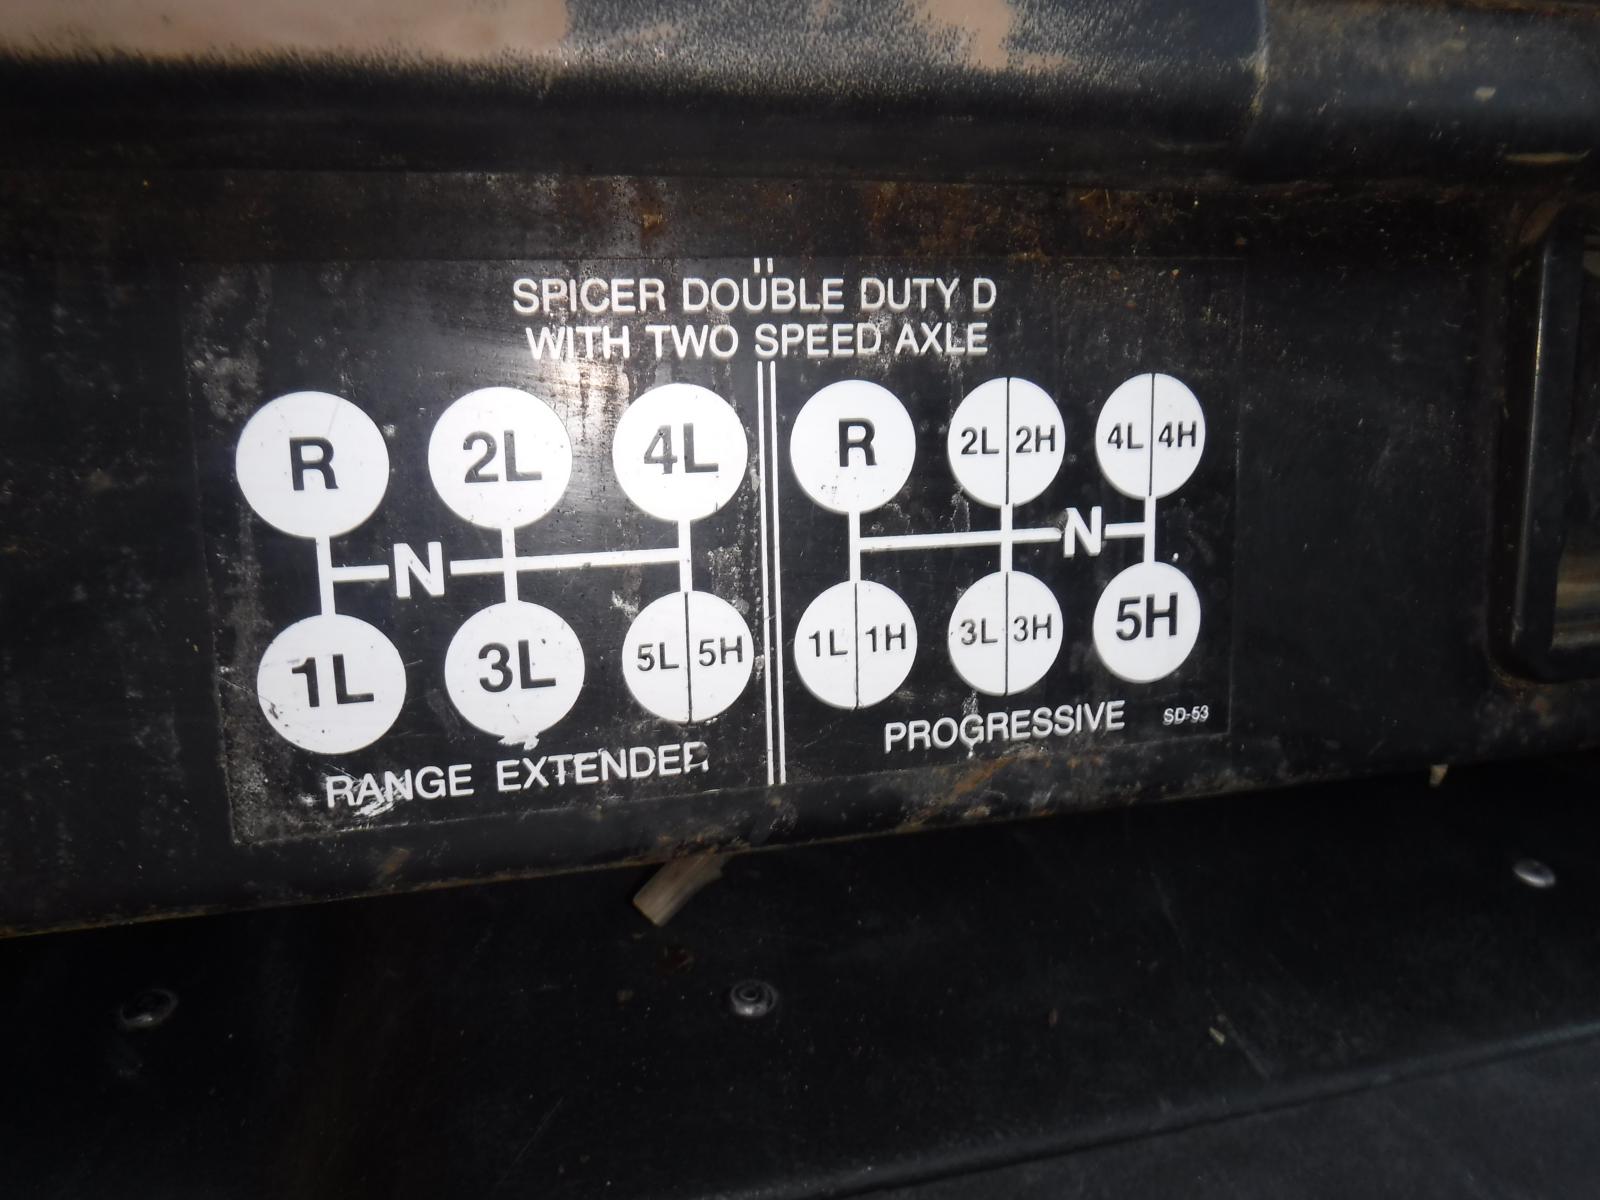 SPICER DOUBLE DUTY D
WITH TWO SPEED AXLE
R 2L 4L
N
1L 3L 5L 5H
RANGE EXTENDER
R 2L 2H 4L 4H
N
1L 1H 3L 3H 5H
PROGRESSIVE SD-53